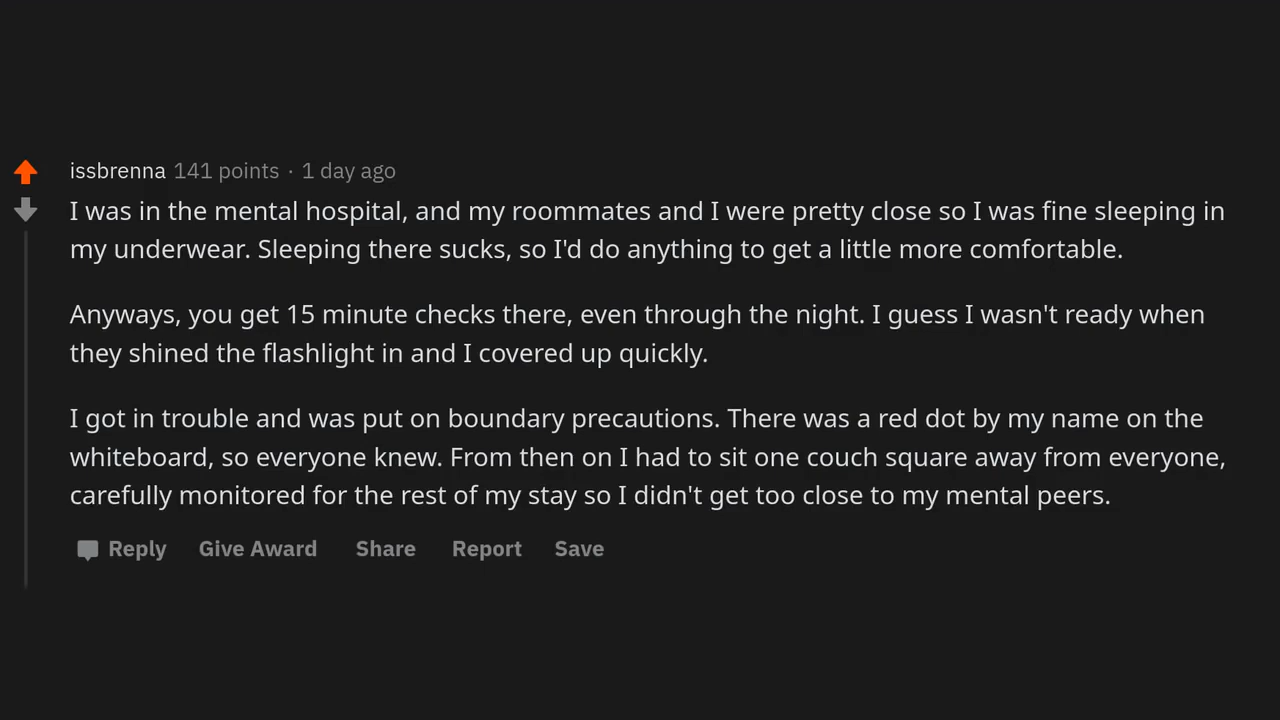 issbrenna 141 points · 1 day ago
I was in the mental hospital, and my roommates and I were pretty close so I was fine sleeping in
my underwear. Sleeping there sucks, so I'd do anything to get a little more comfortable.
Anyways, you get 15 minute checks there, even through the night. I guess I wasn't ready when
they shined the flashlight in and I covered up quickly.
I got in trouble and was put on boundary precautions. There was a red dot by my name on the
whiteboard, so everyone knew. From then on I had to sit one couch square away from everyone,
carefully monitored for the rest of my stay so I didn't get too close to my mental peers.
Reply Give Award Share Report Save